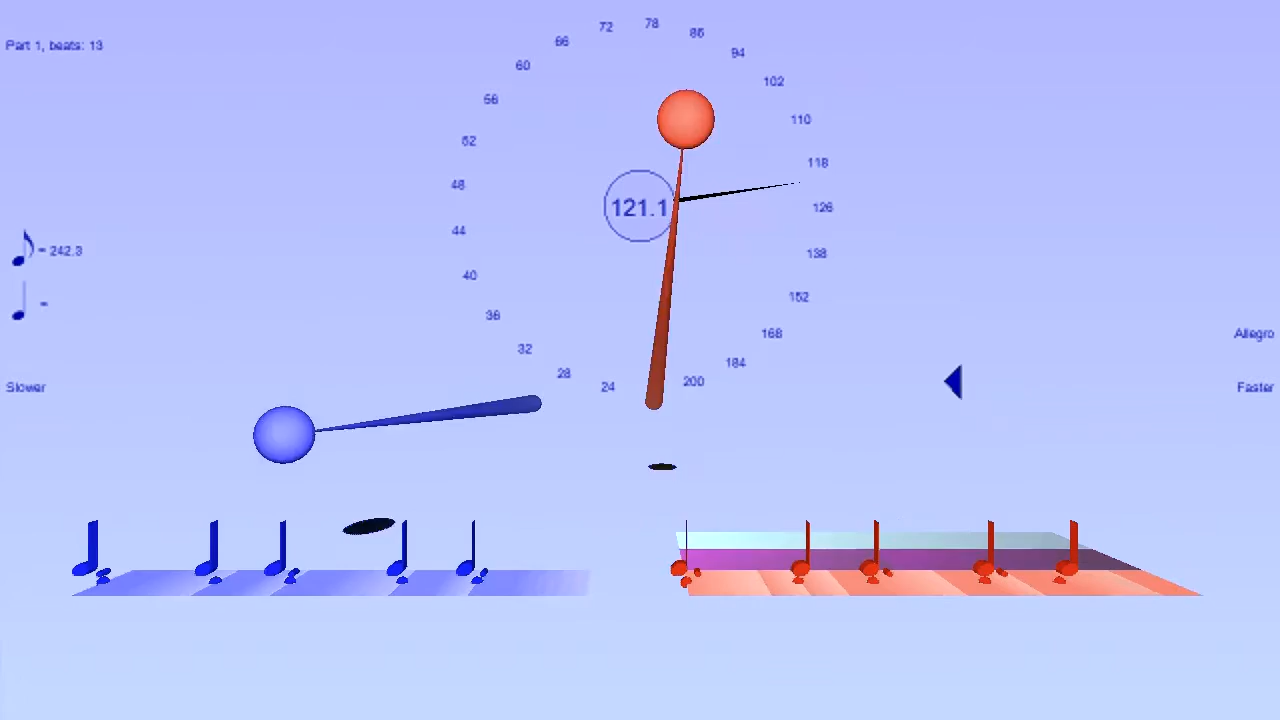 Part 1, beats: 13
72 78 86
66 94
60 102
56 110
52 118
48 126
121.1
44 138
= 242.3
40 152
=
36 168
32 184
28 24 200
Allegro
Slower Faster